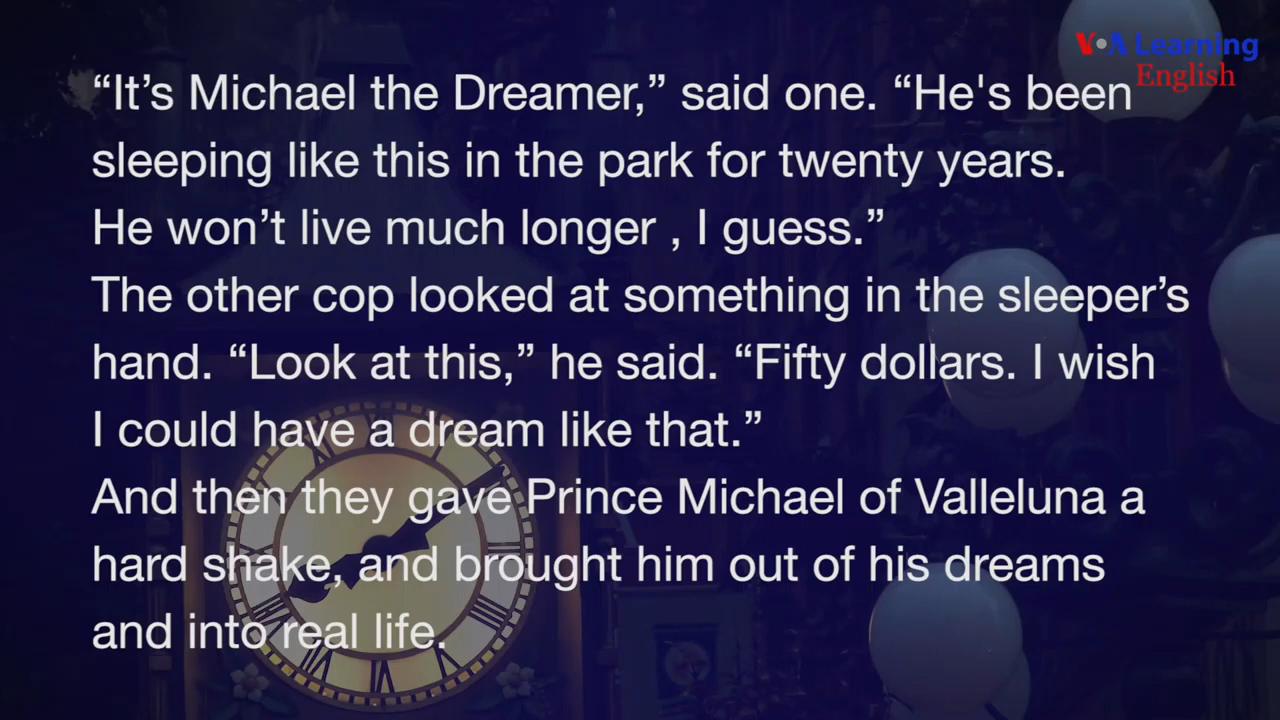 VOA Learning
English
“It’s Michael the Dreamer,” said one. “He's been
sleeping like this in the park for twenty years.
He won’t live much longer , I guess.”
The other cop looked at something in the sleeper’s
hand. “Look at this,” he said. “Fifty dollars. I wish
I could have a dream like that.”
And then they gave Prince Michael of Valleluna a
hard shake, and brought him out of his dreams
and into real life.